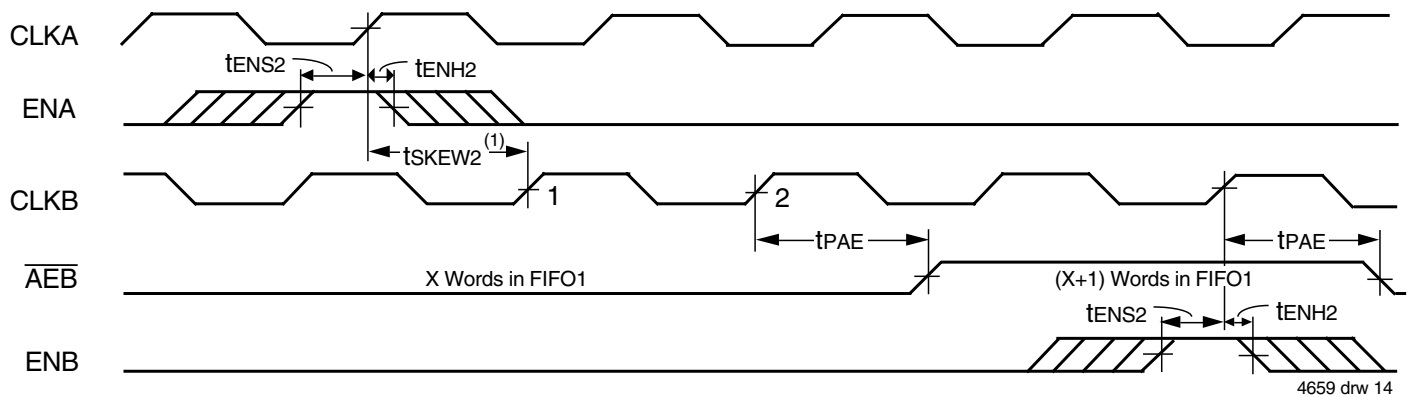 CLKA
tENS2
tENH2
ENA
tSKEW2 (1)
CLKB
1
2
tPAE
tPAE
AEB
X Words in FIFO1
(X+1) Words in FIFO1
tENS2
tENH2
ENB
4659 drw 14